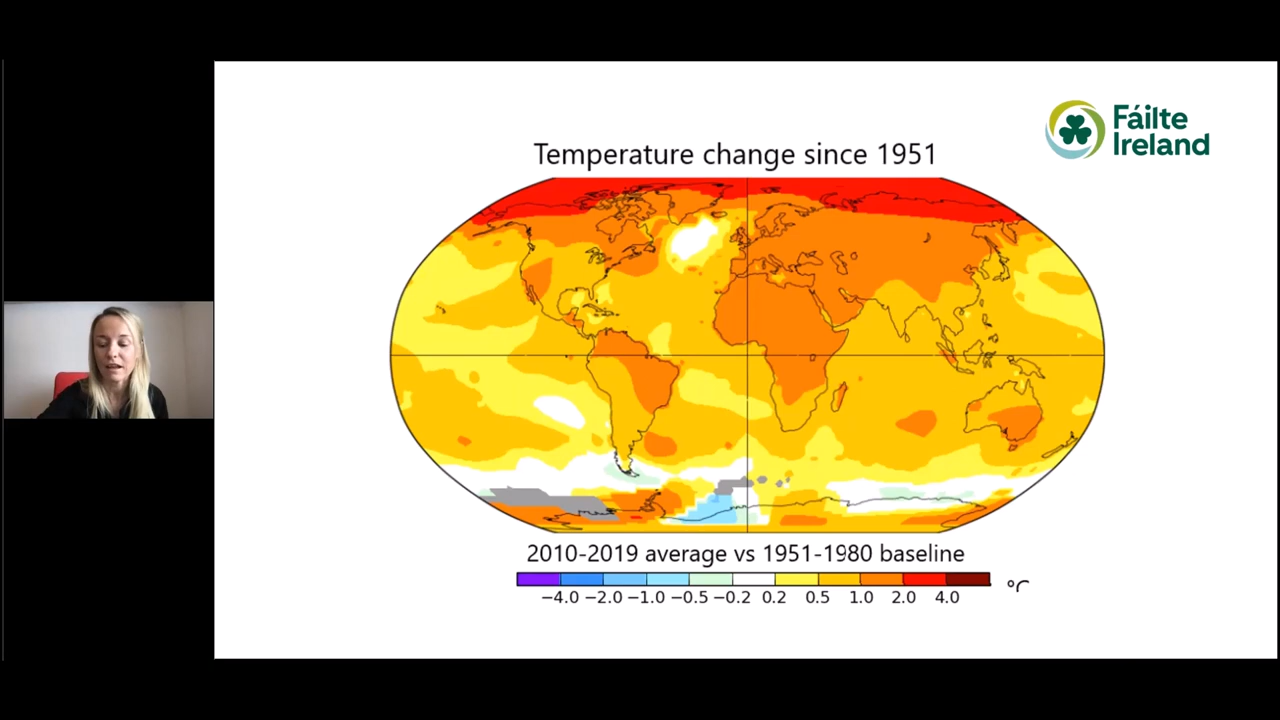 Fáilte
Ireland
Temperature change since 1951
2010-2019 average vs 1951-1980 baseline
−4.0 −2.0 −1.0 −0.5 −0.2 0.2 0.5 1.0 2.0 4.0